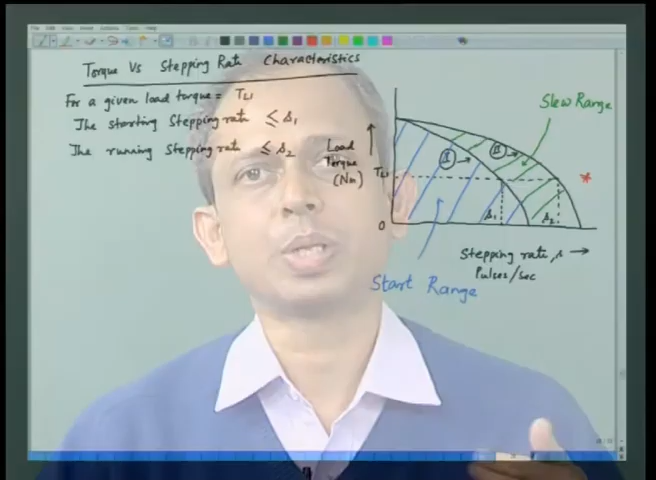 Torque Vs Stepping Rate Characteristics
For a given load torque = TL1
The starting stepping rate ≤ s1
The running stepping rate ≤ s2
Slew Range
Load
Torque
(Nm)
TL1
0
s1
s2
Stepping rate, s →
Pulses/sec
Start Range